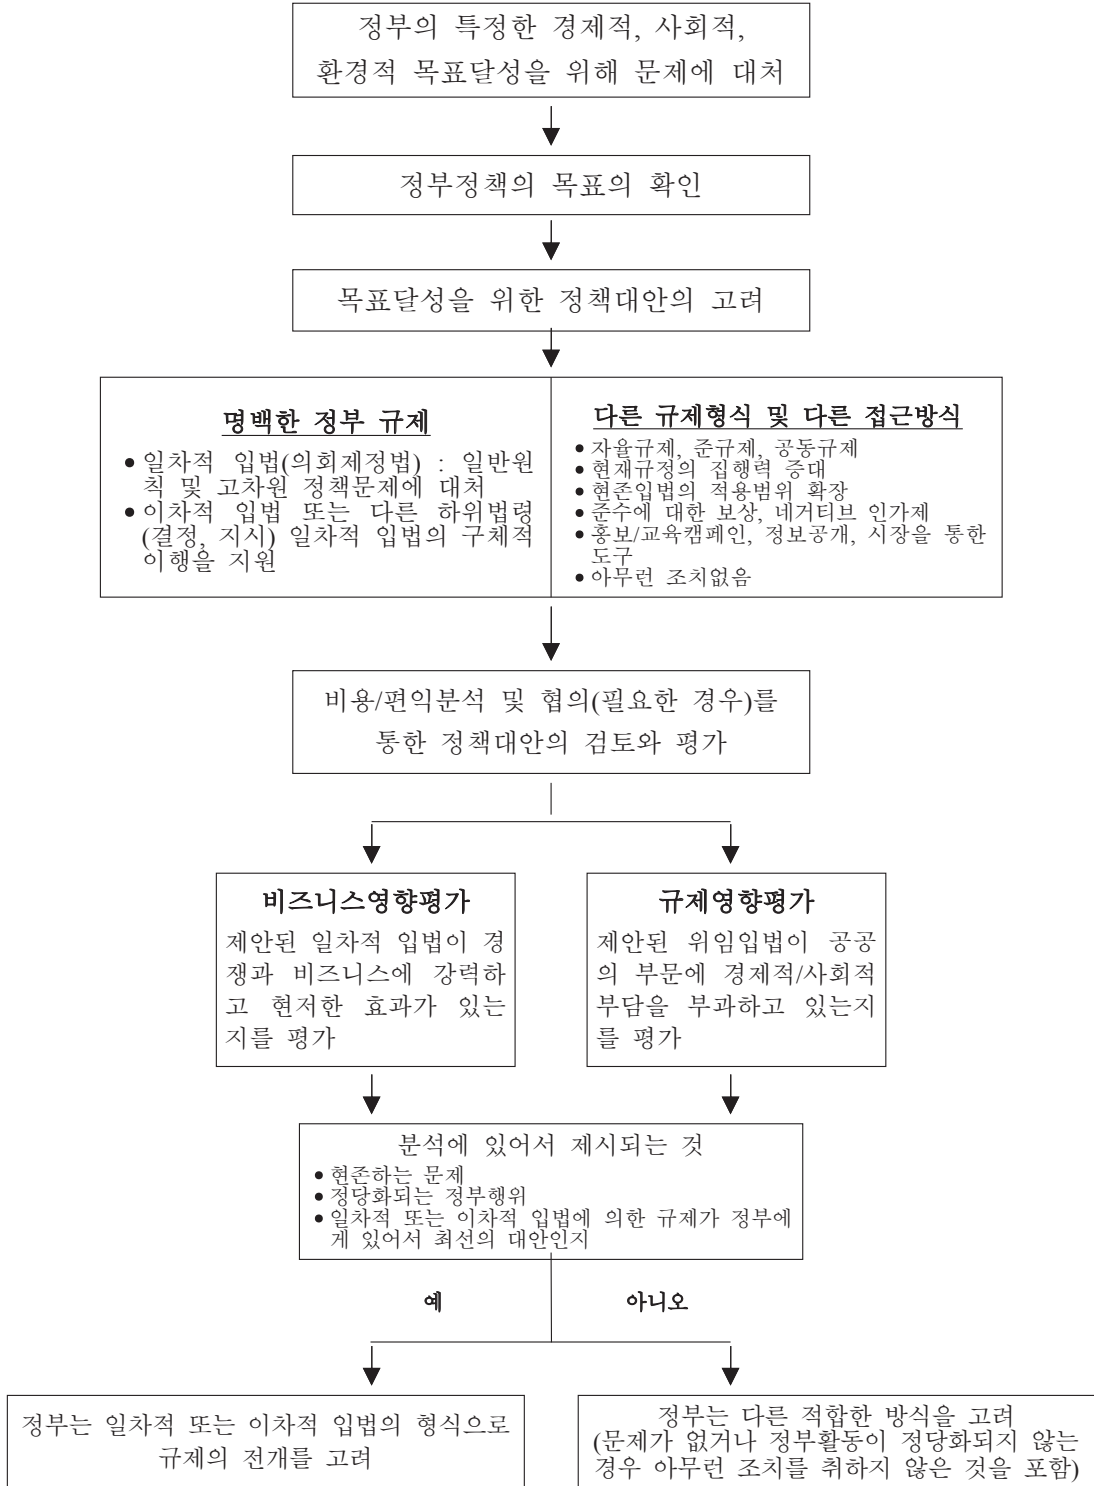 정부의 특정한 경제적, 사회적,
환경적 목표달성을 위해 문제에 대처
정부정책의 목표의 확인
목표달성을 위한 정책대안의 고려
명백한 정부 규제
• 일차적 입법(의회제정법) : 일반원
칙 및 고차원 정책문제에 대처
• 이차적 입법 또는 다른 하위법령
(결정, 지시) 일차적 입법의 구체적
이행을 지원
다른 규제형식 및 다른 접근방식
• 자율규제, 준규제, 공동규제
• 현재규정의 집행력 증대
• 현존입법의 적용범위 확장
• 준수에 대한 보상, 네거티브 인가제
• 홍보/교육캠페인, 정보공개, 시장을 통한
도구
• 아무런 조치없음
비용/편익분석 및 협의(필요한 경우)를
통한 정책대안의 검토와 평가
비즈니스영향평가
제안된 일차적 입법이 경
쟁과 비즈니스에 강력하
고 현저한 효과가 있는
지를 평가
규제영향평가
제안된 위임입법이 공공
의 부문에 경제적/사회적
부담을 부과하고 있는지
를 평가
분석에 있어서 제시되는 것
• 현존하는 문제
• 정당화되는 정부행위
• 일차적 또는 이차적 입법에 의한 규제가 정부에
게 있어서 최선의 대안인지
예
아니오
정부는 일차적 또는 이차적 입법의 형식으로
규제의 전개를 고려
정부는 다른 적합한 방식을 고려
(문제가 없거나 정부활동이 정당화되지 않는
경우 아무런 조치를 취하지 않은 것을 포함)